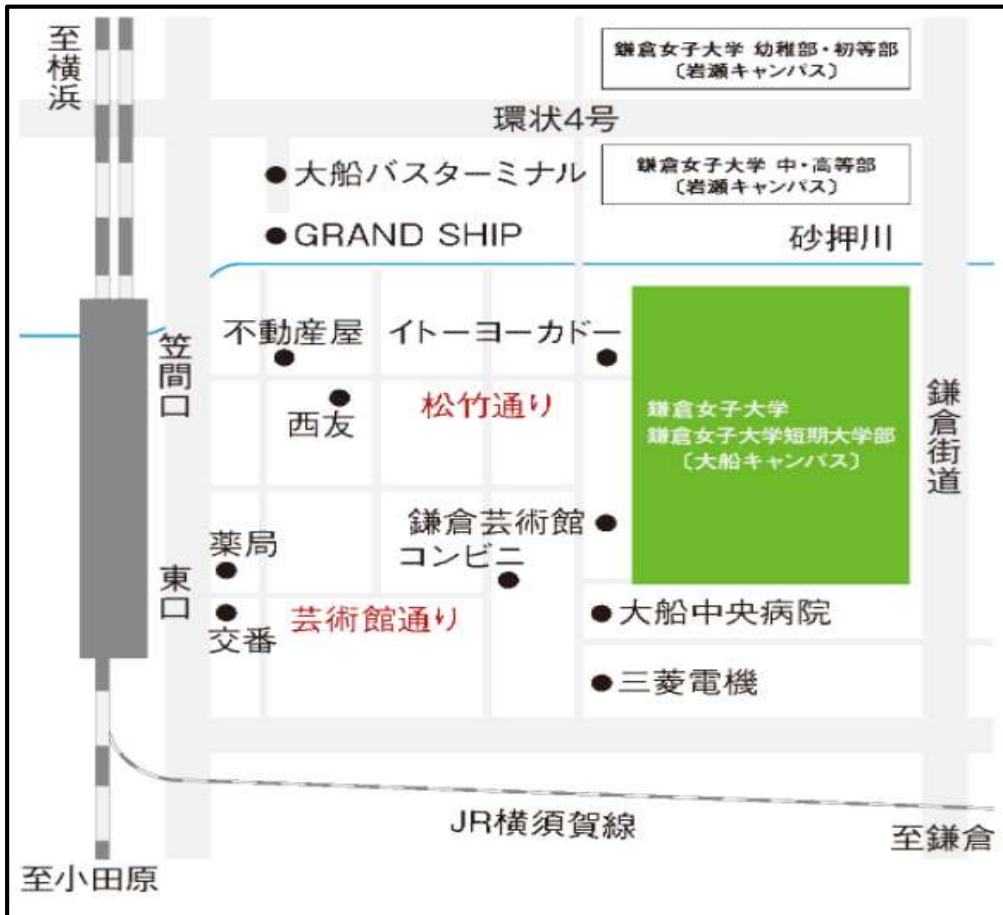 至横浜
鎌倉女子大学 幼稚部・初等部
〔岩瀬キャンパス〕
環状4号
大船バスターミナル
鎌倉女子大学 中・高等部
〔岩瀬キャンパス〕
GRAND SHIP
砂押川
笠間口
不動産屋
イトーヨーカドー
西友
松竹通り
鎌倉女子大学
鎌倉女子大学短期大学部
〔大船キャンパス〕
鎌倉街道
鎌倉芸術館
コンビニ
薬局
東口
交番
芸術館通り
大船中央病院
三菱電機
JR横須賀線
至鎌倉
至小田原